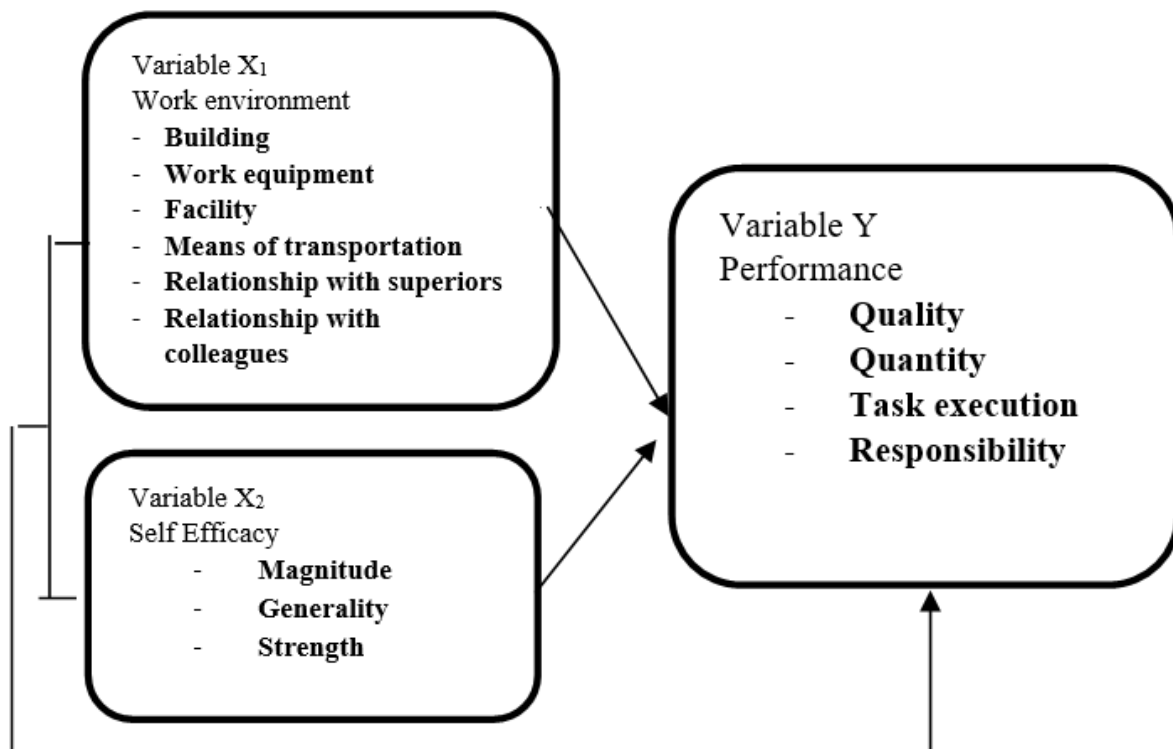 Variable X₁
Work environment
- Building
- Work equipment
- Facility
- Means of transportation
- Relationship with superiors
- Relationship with
colleagues
Variable X₂
Self Efficacy
- Magnitude
- Generality
- Strength
Variable Y
Performance
- Quality
- Quantity
- Task execution
- Responsibility